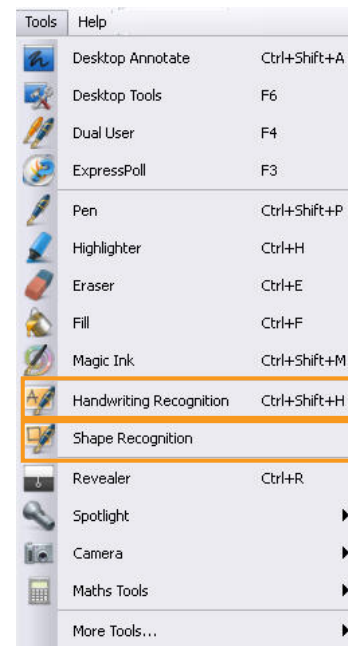 Tools Help
Desktop Annotate Ctrl+Shift+A
Desktop Tools F6
Dual User F4
ExpressPoll F3
Pen Ctrl+Shift+P
Highlighter Ctrl+H
Eraser Ctrl+E
Fill Ctrl+F
Magic Ink Ctrl+Shift+M
Handwriting Recognition Ctrl+Shift+H
Shape Recognition
Revealer Ctrl+R
Spotlight
Camera
Maths Tools
More Tools...